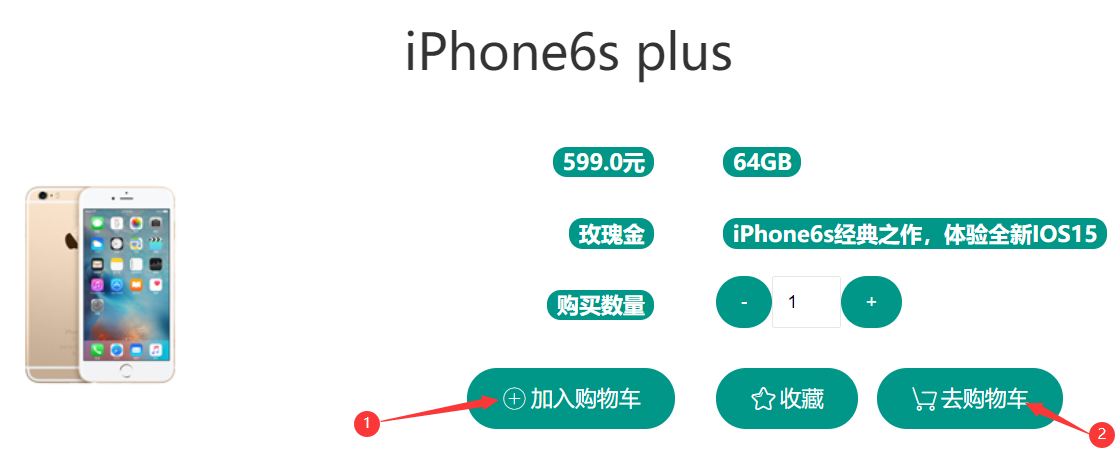 iPhone6s plus
599.0元
64GB
玫瑰金
iPhone6s经典之作，体验全新IOS15
购买数量
-
1
+
加入购物车
收藏
去购物车
1
2